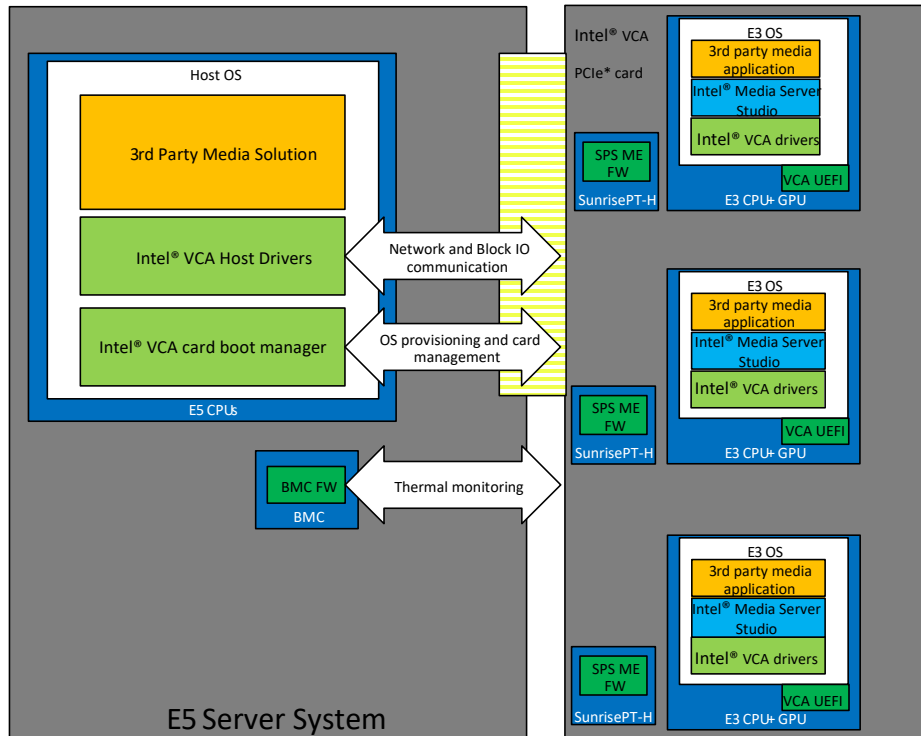 Host OS
3rd Party Media Solution
Intel® VCA Host Drivers
Intel® VCA card boot manager
E5 CPUs
Network and Block IO
communication
OS provisioning and card
management
BMC FW
BMC
Thermal monitoring
E5 Server System
Intel® VCA
PCIe* card
SPS ME
FW
SunrisePT-H
E3 OS
3rd party media
application
Intel® Media Server
Studio
Intel® VCA drivers
VCA UEFI
E3 CPU+ GPU
SPS ME
FW
SunrisePT-H
E3 OS
3rd party media
application
Intel® Media Server
Studio
Intel® VCA drivers
VCA UEFI
E3 CPU+ GPU
SPS ME
FW
SunrisePT-H
E3 OS
3rd party media
application
Intel® Media Server
Studio
Intel® VCA drivers
VCA UEFI
E3 CPU+ GPU